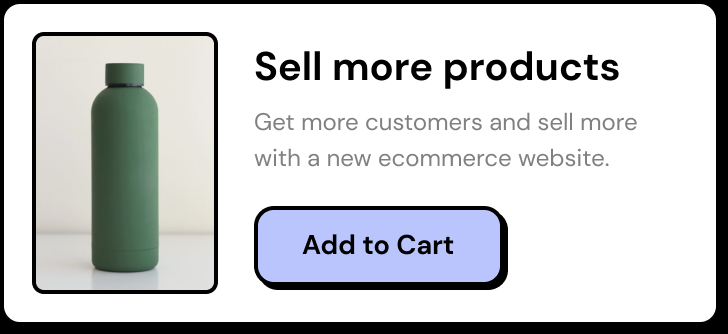 Sell more products
Get more customers and sell more
with a new ecommerce website.
Add to Cart